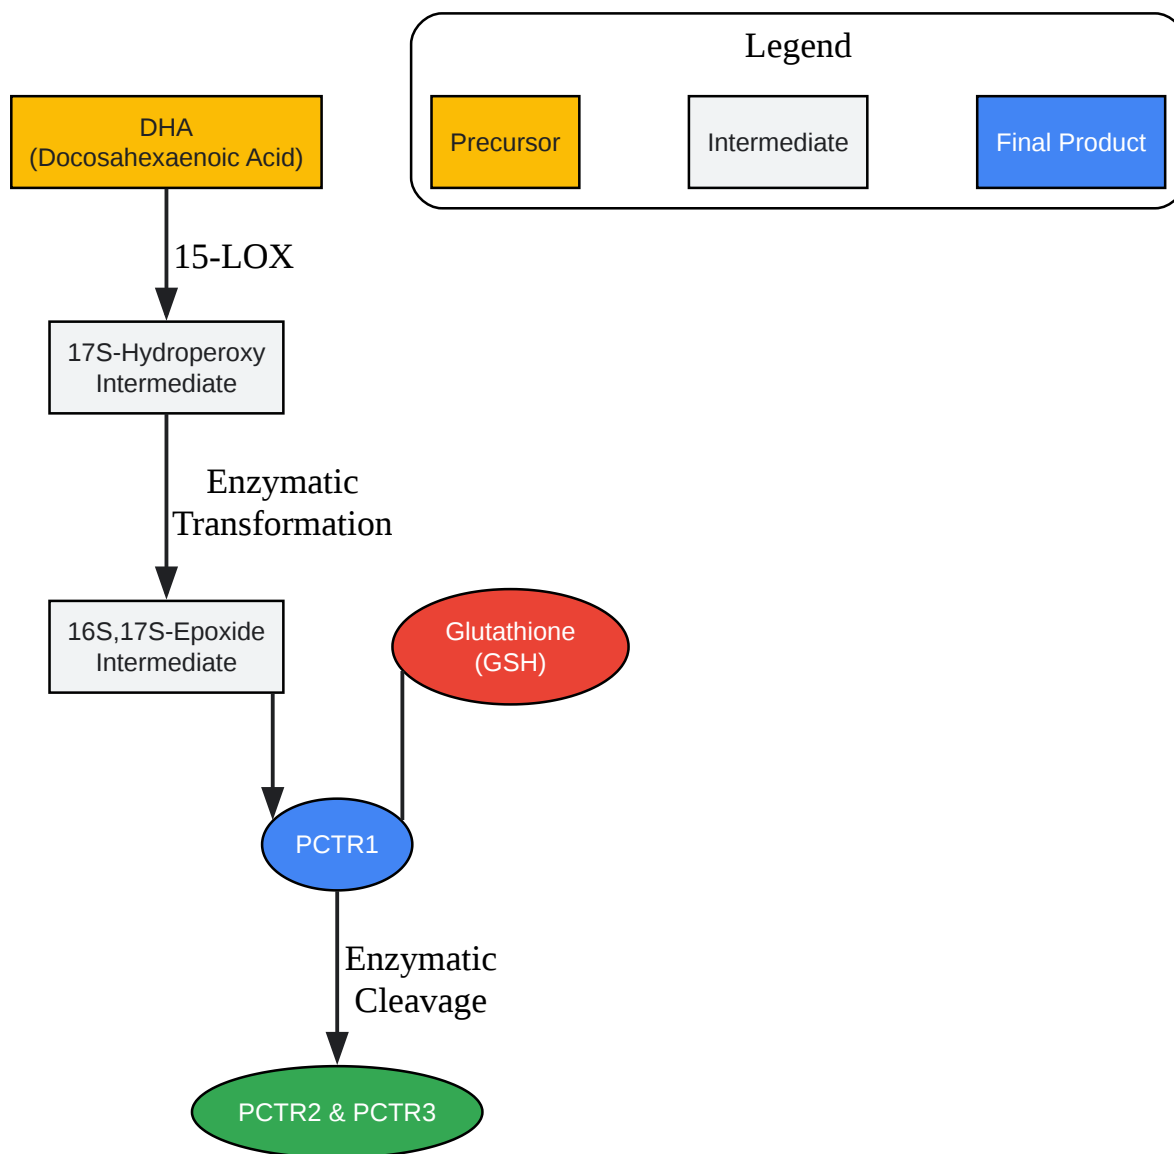 Legend
Precursor
Intermediate
Final Product
DHA
(Docosahexaenoic Acid)
15-LOX
17S-Hydroperoxy
Intermediate
Enzymatic
Transformation
16S,17S-Epoxide
Intermediate
Glutathione
(GSH)
PCTR1
Enzymatic
Cleavage
PCTR2 & PCTR3